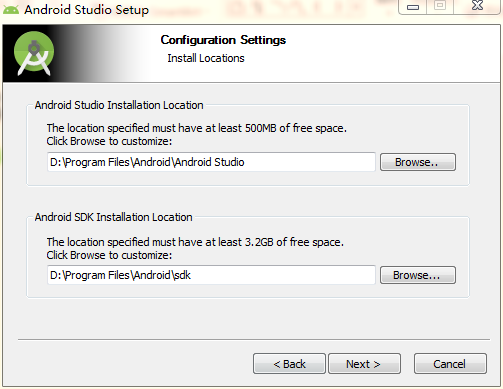 Android Studio Setup
Configuration Settings
Install Locations
Android Studio Installation Location
The location specified must have at least 500MB of free space.
Click Browse to customize:
D:\Program Files\Android\Android Studio
Browse..
Android SDK Installation Location
The location specified must have at least 3.2GB of free space.
Click Browse to customize:
D:\Program Files\Android\sdk
Browse...
< Back
Next >
Cancel